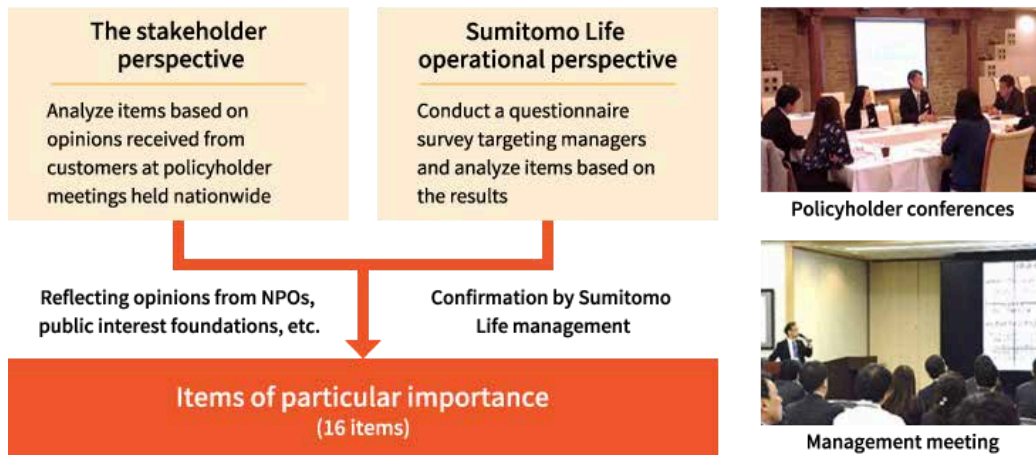 The stakeholder
perspective
Analyze items based on
opinions received from
customers at policyholder
meetings held nationwide
Sumitomo Life
operational perspective
Conduct a questionnaire
survey targeting managers
and analyze items based on
the results
Reflecting opinions from NPOs,
public interest foundations, etc.
Confirmation by Sumitomo
Life management
Items of particular importance
(16 items)
Policyholder conferences
Management meeting